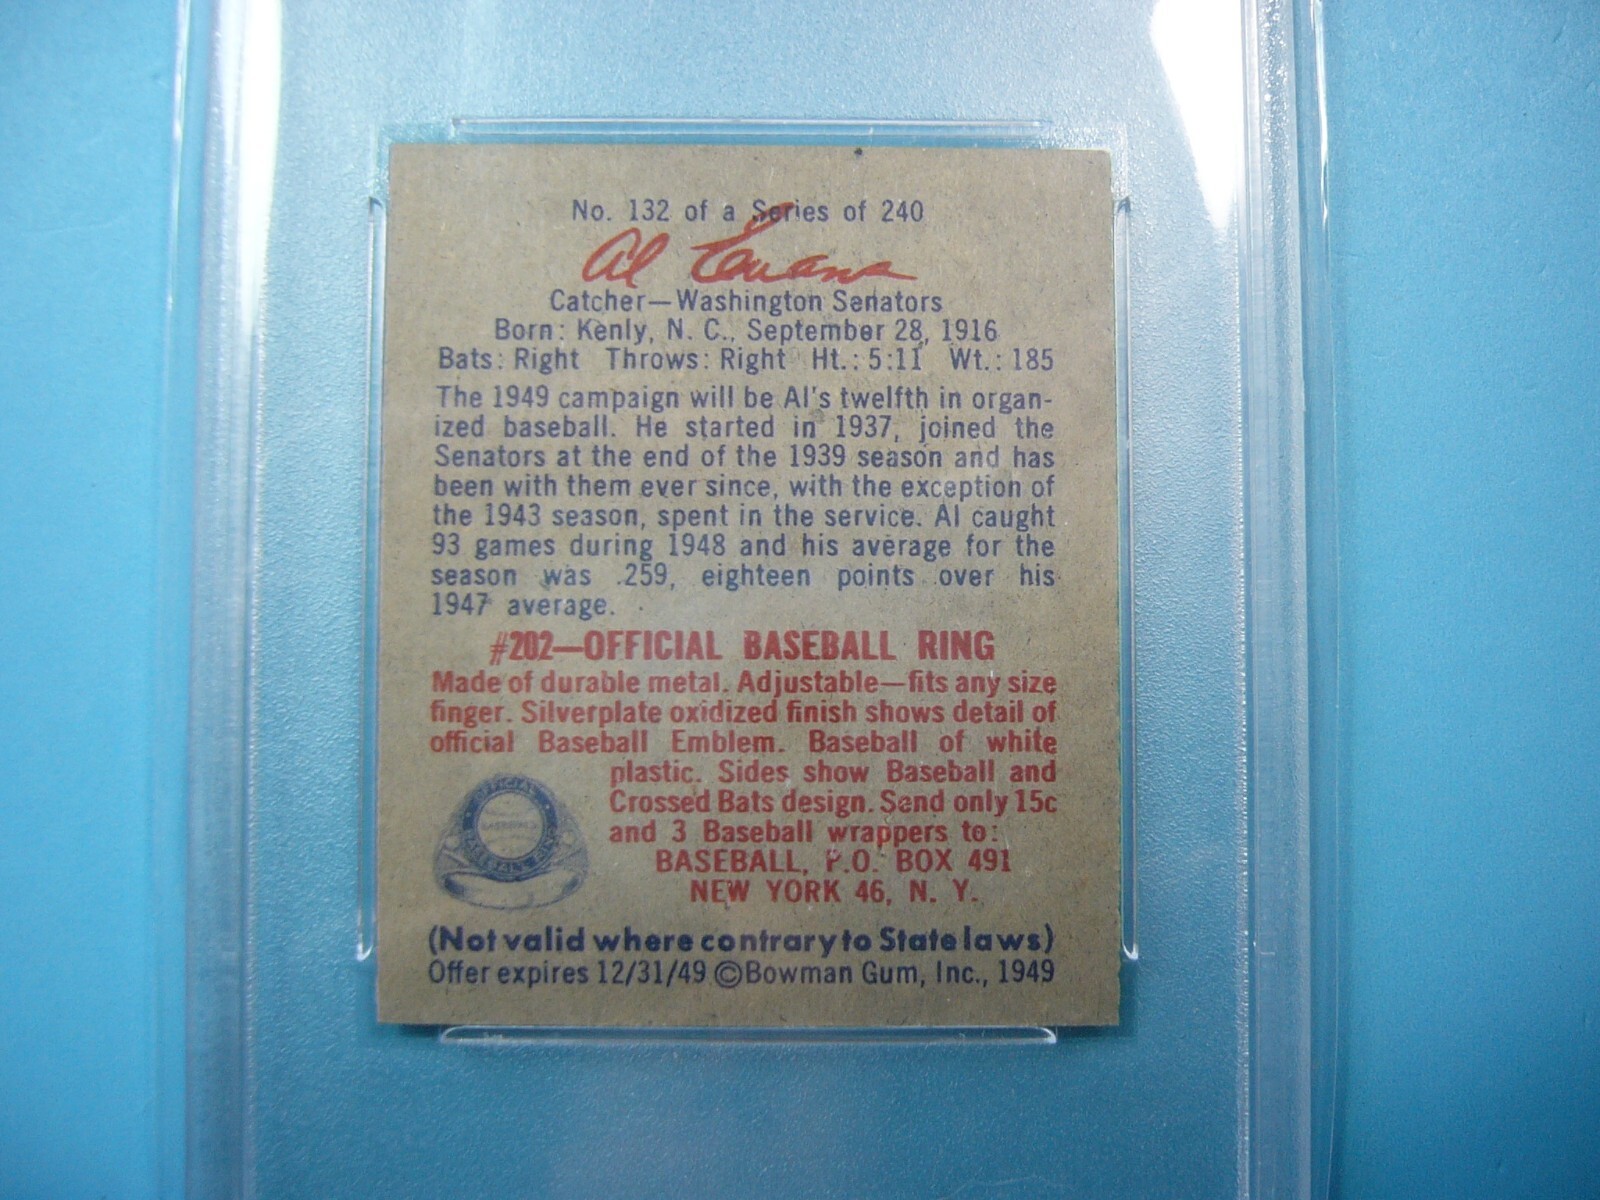 No. 132 of a Series of 240
Al Evans
Catcher—Washington Senators
Born: Kenly, N. C., September 28, 1916
Bats: Right Throws: Right Ht.: 5:11 Wt.: 185
The 1949 campaign will be Al's twelfth in organ-
ized baseball. He started in 1937, joined the
Senators at the end of the 1939 season and has
been with them ever since, with the exception of
the 1943 season, spent in the service. Al caught
93 games during 1948 and his average for the
season was .259, eighteen points over his
1947 average.
#202—OFFICIAL BASEBALL RING
Made of durable metal. Adjustable—fits any size
finger. Silverplate oxidized finish shows detail of
official Baseball Emblem. Baseball of white
plastic. Sides show Baseball and
Crossed Bats design. Send only 15c
and 3 Baseball wrappers to:
BASEBALL, P.O. BOX 491
NEW YORK 46, N. Y.
OFFICIAL
BASEBALL RING
(Not valid where contrary to State laws)
Offer expires 12/31/49 ©Bowman Gum, Inc., 1949